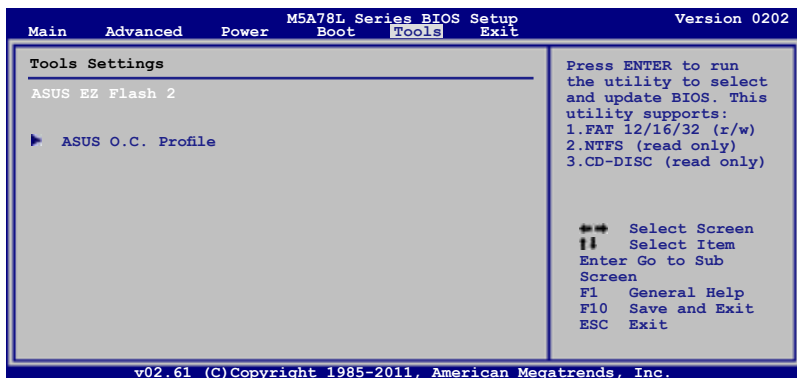 M5A78L Series BIOS Setup Version 0202
Main Advanced Power Boot Tools Exit
Tools Settings
ASUS EZ Flash 2
ASUS O.C. Profile
Press ENTER to run
the utility to select
and update BIOS. This
utility supports:
1.FAT 12/16/32 (r/w)
2.NTFS (read only)
3.CD-DISC (read only)
Select Screen
Select Item
Enter Go to Sub
Screen
F1 General Help
F10 Save and Exit
ESC Exit
v02.61 (C)Copyright 1985-2011, American Megatrends, Inc.